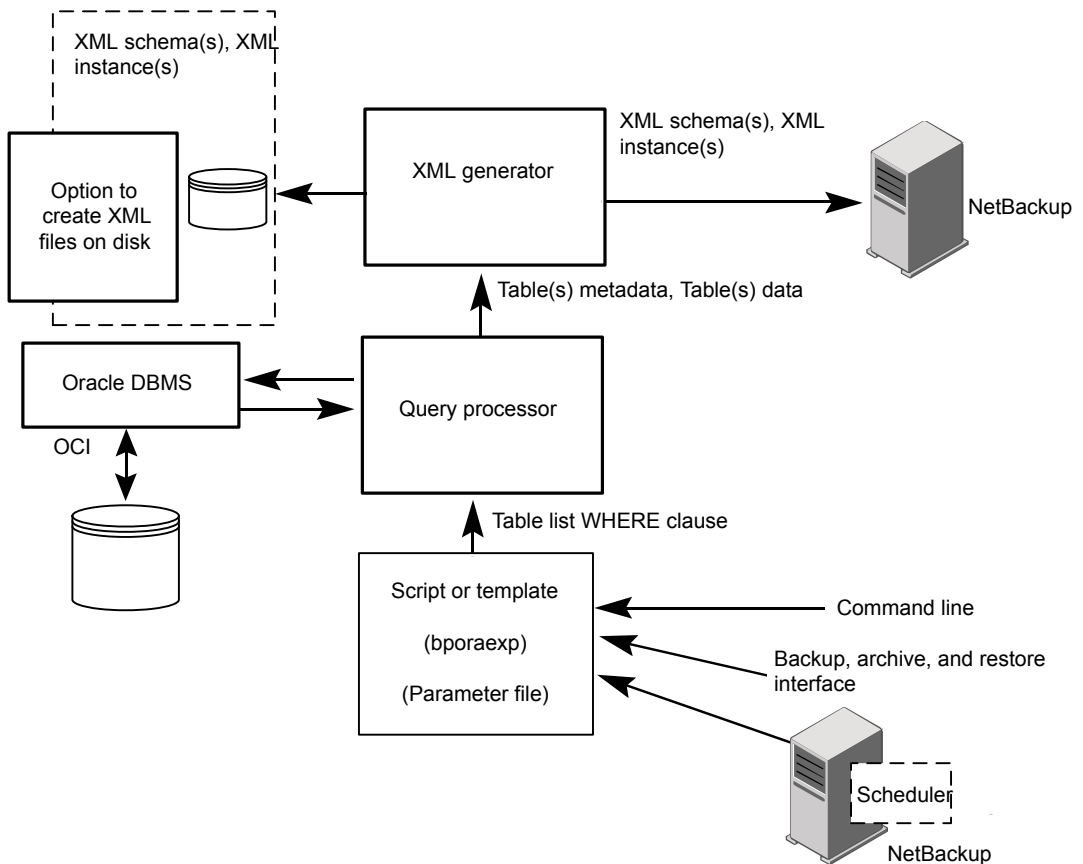 XML schema(s), XML
instance(s)
Option to
create XML
files on disk
XML generator
XML schema(s), XML
instance(s)
NetBackup
Table(s) metadata, Table(s) data
Oracle DBMS
Query processor
OCI
Table list WHERE clause
Script or template
(bporaexp)
(Parameter file)
Command line
Backup, archive, and restore
interface
Scheduler
NetBackup